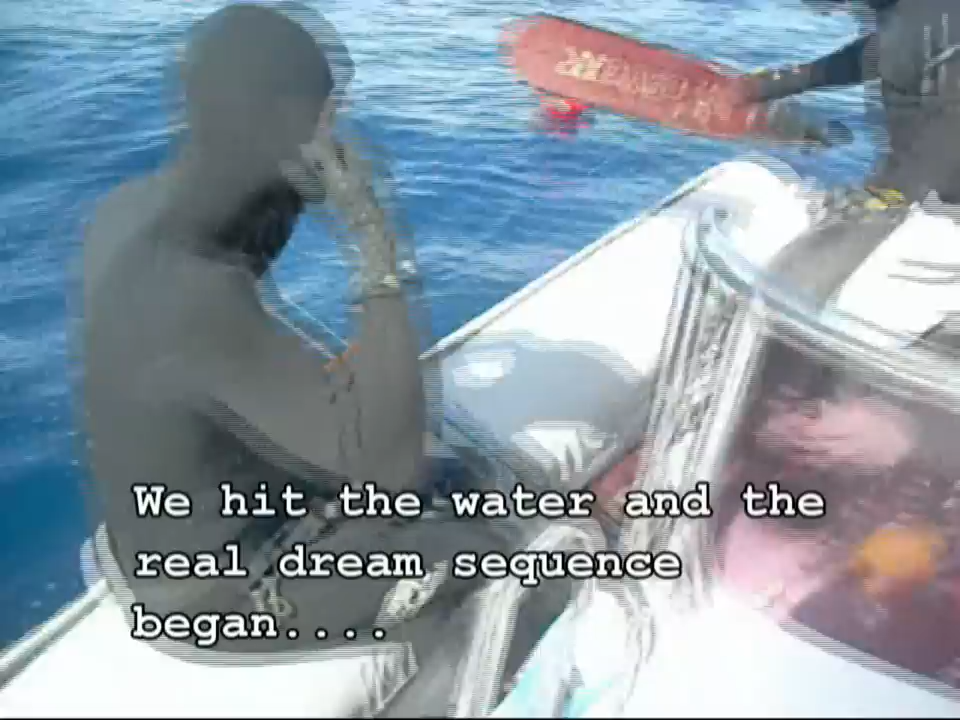 We hit the water and the
real dream sequence
began....